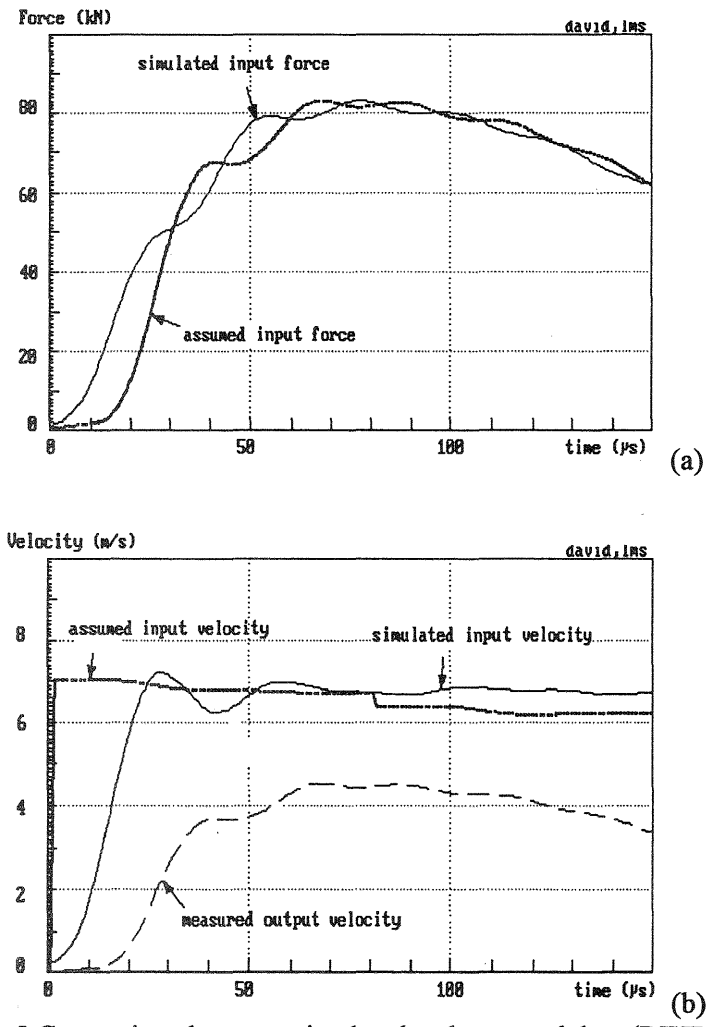 Force (kN)
david,lms
simulated input force
80
60
40
assumed input force
20
0
0 50 100 time (µs)
(a)
Velocity (m/s)
david,lms
assumed input velocity
simulated input velocity
8
6
4
2
measured output velocity
0
0 50 100 time (µs)
(b)